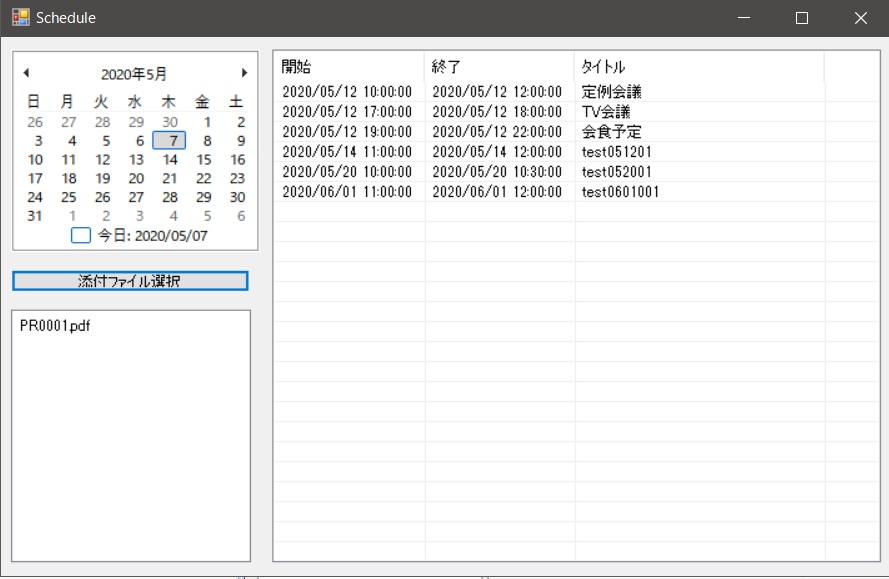 Schedule
2020年5月
日 月 火 水 木 金 土
26 27 28 29 30 1 2
3 4 5 6 7 8 9
10 11 12 13 14 15 16
17 18 19 20 21 22 23
24 25 26 27 28 29 30
31 1 2 3 4 5 6
今日: 2020/05/07
添付ファイル選択
PR0001.pdf
開始 終了 タイトル
2020/05/12 10:00:00 2020/05/12 12:00:00 定例会議
2020/05/12 17:00:00 2020/05/12 18:00:00 TV会議
2020/05/12 19:00:00 2020/05/12 22:00:00 会食予定
2020/05/14 11:00:00 2020/05/14 12:00:00 test051201
2020/05/20 10:00:00 2020/05/20 10:30:00 test052001
2020/06/01 11:00:00 2020/06/01 12:00:00 test0601001